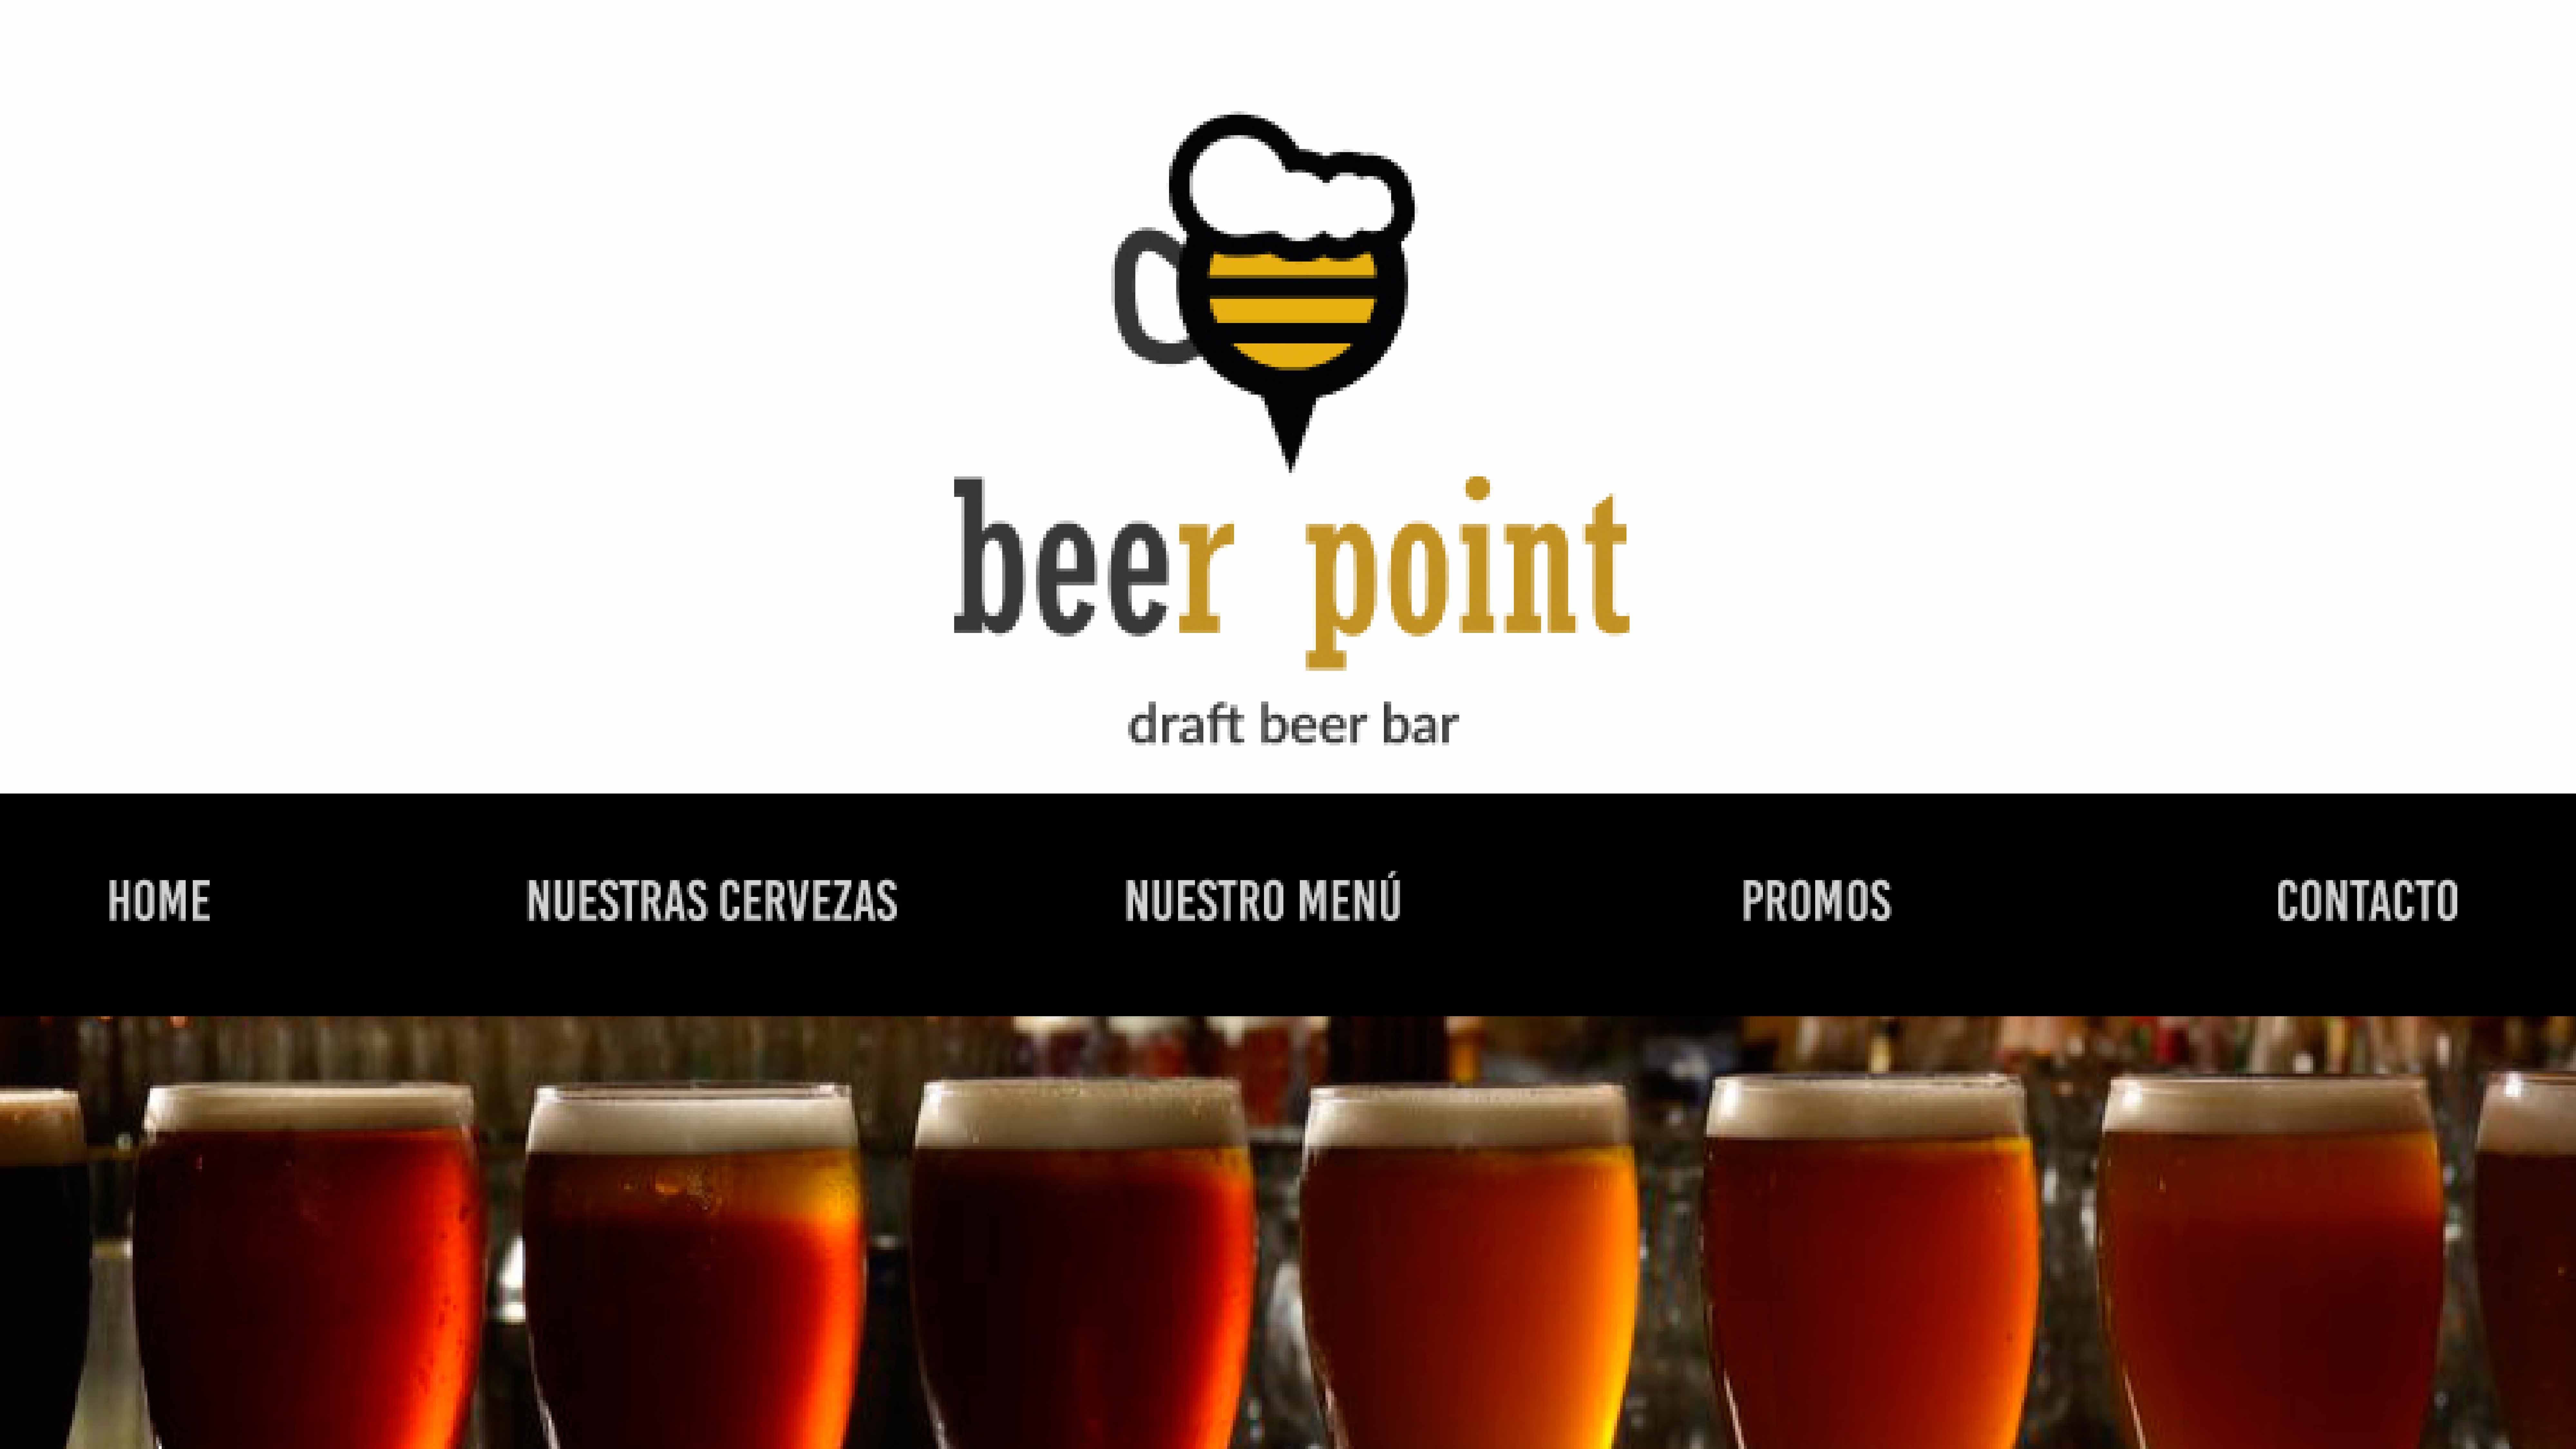 beer point
draft beer bar
HOME
NUESTRAS CERVEZAS
NUESTRO MENÚ
PROMOS
CONTACTO